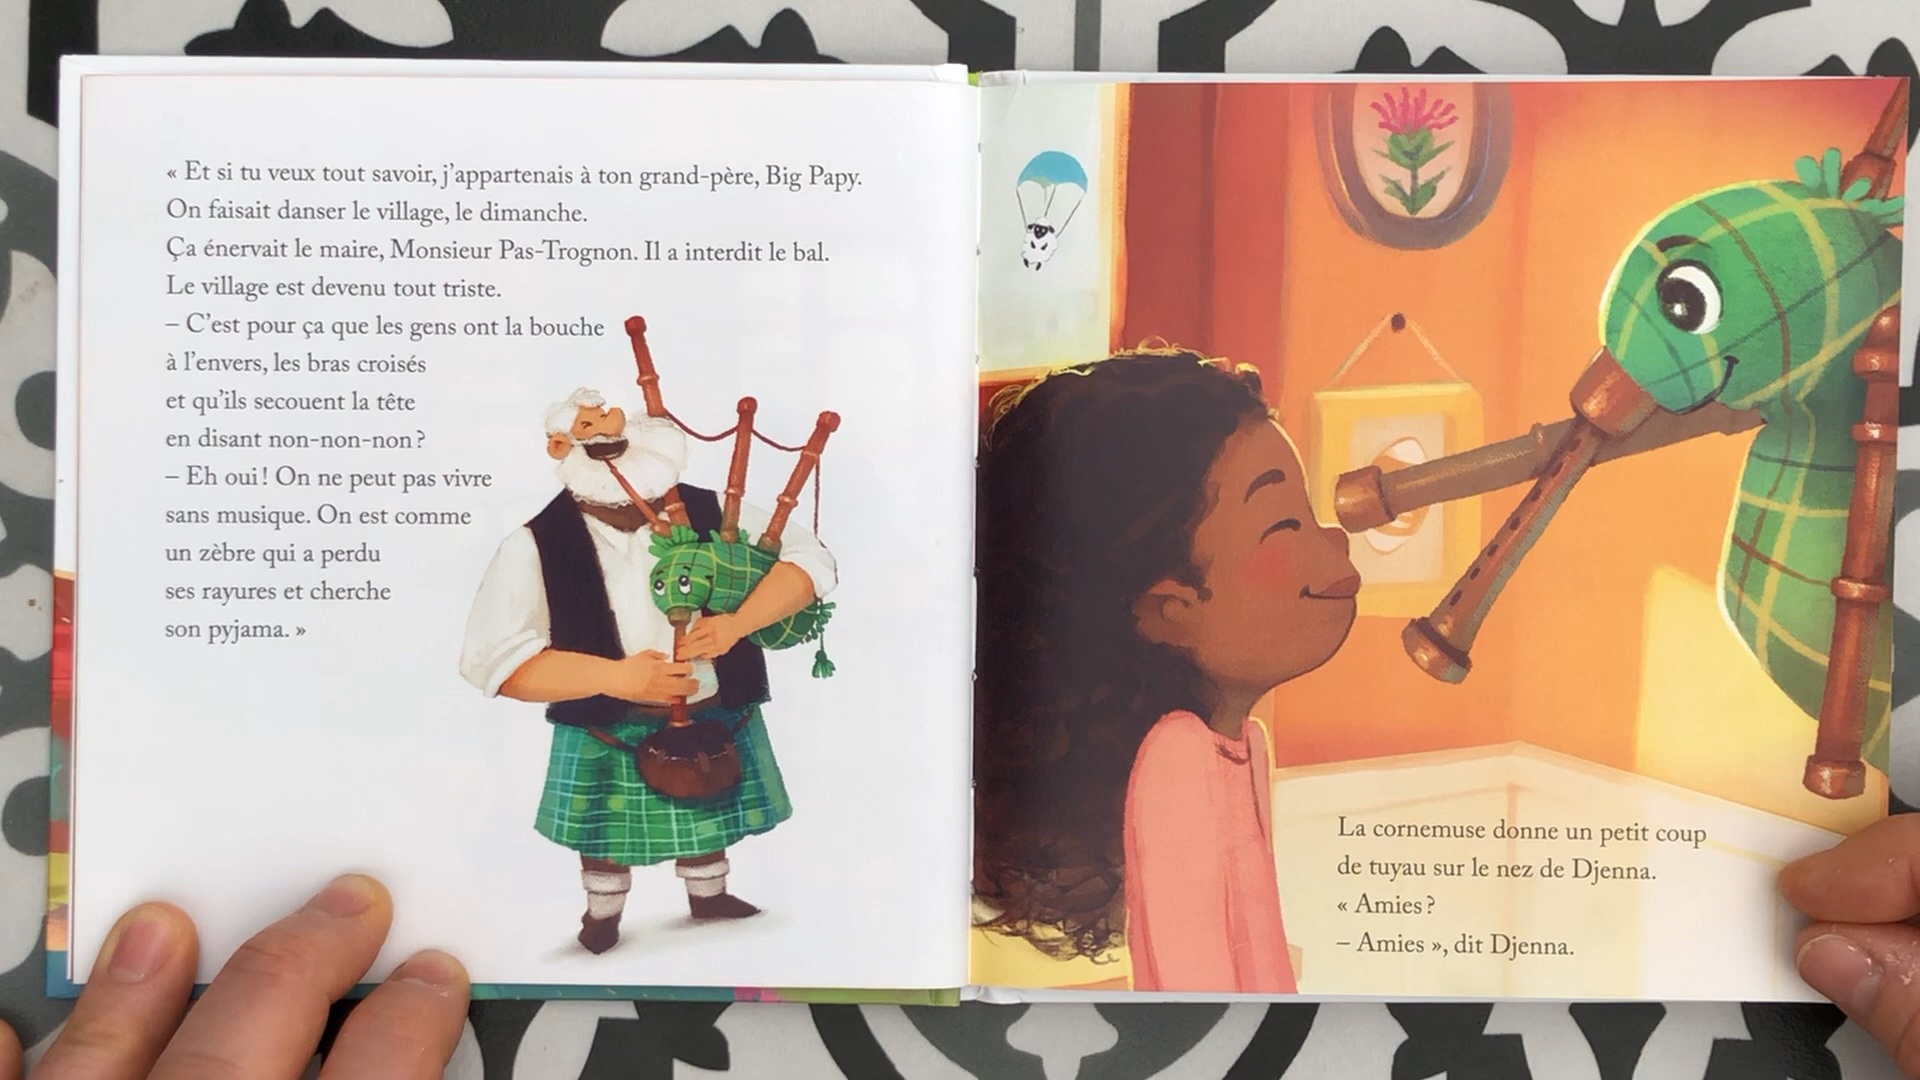 « Et si tu veux tout savoir, j'appartenais à ton grand-père, Big Papy.
On faisait danser le village, le dimanche.
Ça énervait le maire, Monsieur Pas-Trognon. Il a interdit le bal.
Le village est devenu tout triste.
– C'est pour ça que les gens ont la bouche
à l'envers, les bras croisés
et qu'ils secouent la tête
en disant non-non-non ?
– Eh oui ! On ne peut pas vivre
sans musique. On est comme
un zèbre qui a perdu
ses rayures et cherche
son pyjama. »
La cornemuse donne un petit coup
de tuyau sur le nez de Djenna.
« Amies ?
– Amies », dit Djenna.